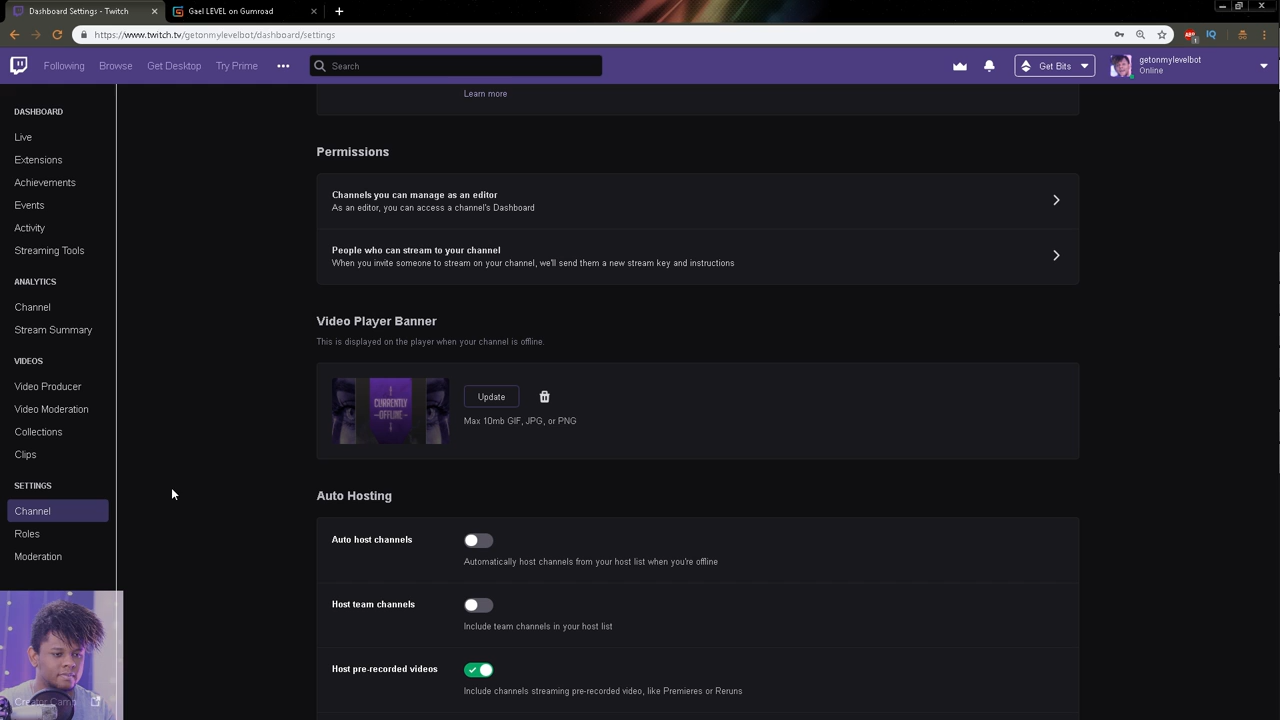 Dashboard Settings - Twitch
Gael LEVEL on Gumroad
https://www.twitch.tv/getonmylevelbot/dashboard/settings
Following
Browse
Get Desktop
Try Prime
Search
Get Bits
getonmylevelbot
Online
DASHBOARD
Live
Extensions
Achievements
Events
Activity
Streaming Tools
ANALYTICS
Channel
Stream Summary
VIDEOS
Video Producer
Video Moderation
Collections
Clips
SETTINGS
Channel
Roles
Moderation
Creator Camp
Learn more
Permissions
Channels you can manage as an editor
As an editor, you can access a channel's Dashboard
People who can stream to your channel
When you invite someone to stream on your channel, we'll send them a new stream key and instructions
Video Player Banner
This is displayed on the player when your channel is offline.
CURRENTLY
OFFLINE
Update
Max 10mb GIF, JPG, or PNG
Auto Hosting
Auto host channels
Automatically host channels from your host list when you're offline
Host team channels
Include team channels in your host list
Host pre-recorded videos
Include channels streaming pre-recorded video, like Premieres or Reruns